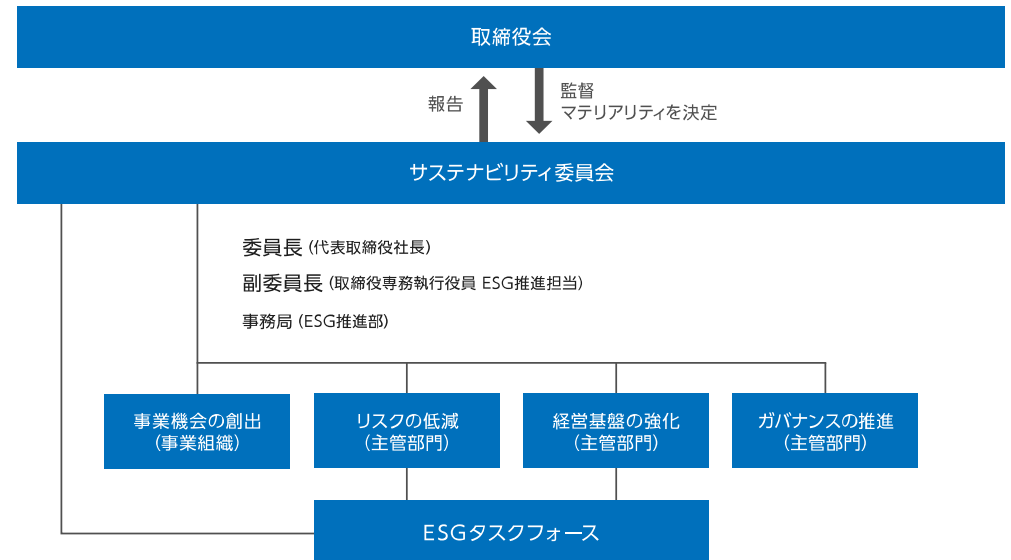 取締役会
報告
監督
マテリアリティを決定
サステナビリティ委員会
委員長（代表取締役社長）
副委員長（取締役専務執行役員 ESG推進担当）
事務局（ESG推進部）
事業機会の創出
（事業組織）
リスクの低減
（主管部門）
経営基盤の強化
（主管部門）
ガバナンスの推進
（主管部門）
ESGタスクフォース